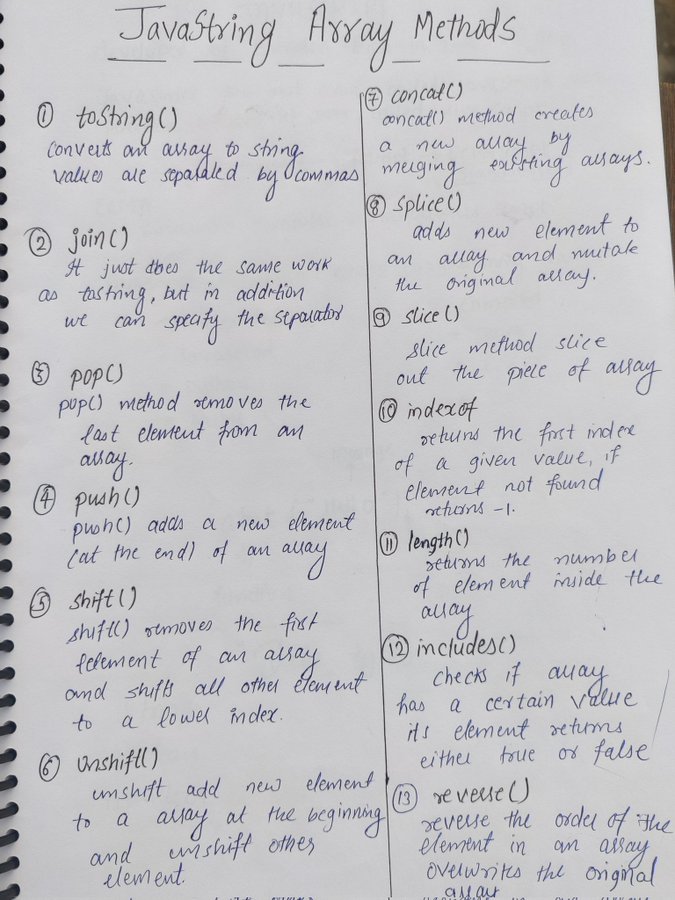 JavaString Array Methods
① toString()
Converts an array to string
values are separated by commas
② join()
It just does the same work
as tostring, but in addition
we can specify the separator
③ pop()
pop() method removes the
last element from an
array.
④ push()
push() adds a new element
(at the end) of an array
⑤ shift()
shift() removes the first
element of an array
and shifts all other element
to a lower index.
⑥ unshift()
unshift add new element
to a array at the beginning
and unshift other
element.
⑦ concat()
concat() method creates
a new array by
merging existing arrays.
⑧ splice()
adds new element to
an array and mutate
the original array.
⑨ slice()
slice method slice
out the piece of array
⑩ indexof
returns the first index
of a given value, if
element not found
returns -1.
⑪ length()
returns the number
of element inside the
array
⑫ includes()
checks if array
has a certain value
its element returns
either true or false
⑬ reverse()
reverse the order of the
element in an array
overwrites the original
array